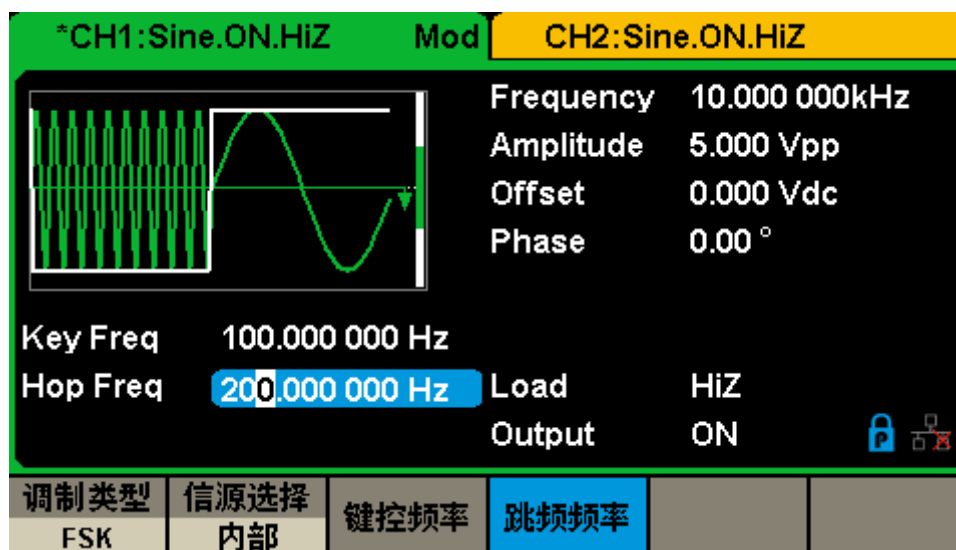 *CH1:Sine.ON.HiZ Mod CH2:Sine.ON.HiZ
Frequency 10.000 000kHz
Amplitude 5.000 Vpp
Offset 0.000 Vdc
Phase 0.00 °
Key Freq 100.000 000 Hz
Hop Freq 200.000 000 Hz Load HiZ
Output ON
调制类型 信源选择 键控频率 跳频频率
FSK 内部